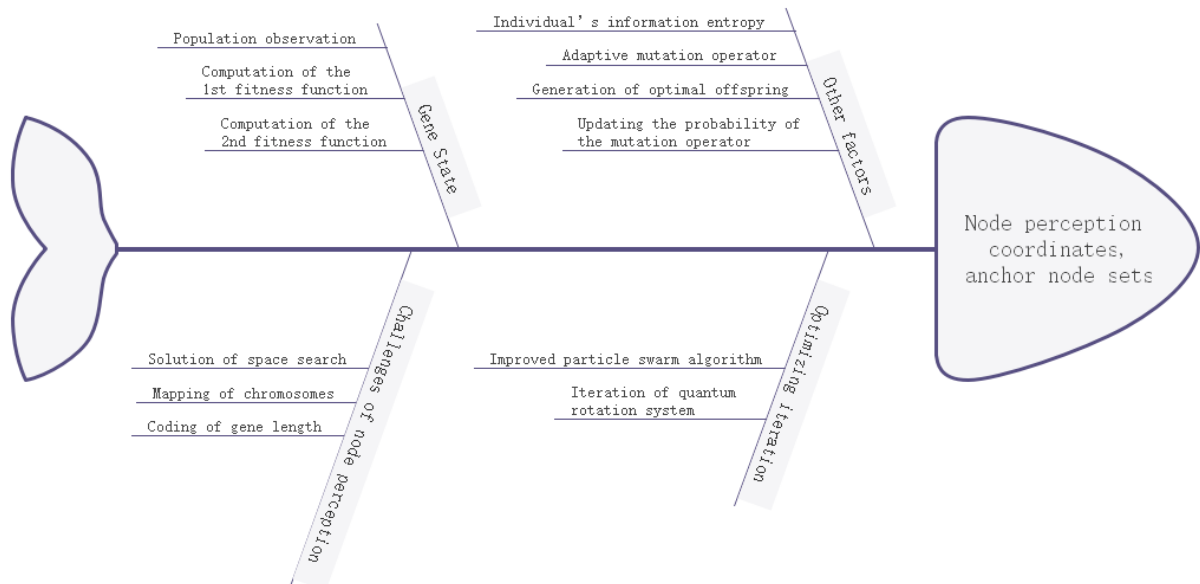 Population observation
Computation of the
1st fitness function
Computation of the
2nd fitness function
Gene State
Individual’s information entropy
Adaptive mutation operator
Generation of optimal offspring
Updating the probability of
the mutation operator
Other factors
Solution of space search
Mapping of chromosomes
Coding of gene length
Challenges of node perception
Improved particle swarm algorithm
Iteration of quantum
rotation system
Optimizing iteration
Node perception
coordinates,
anchor node sets